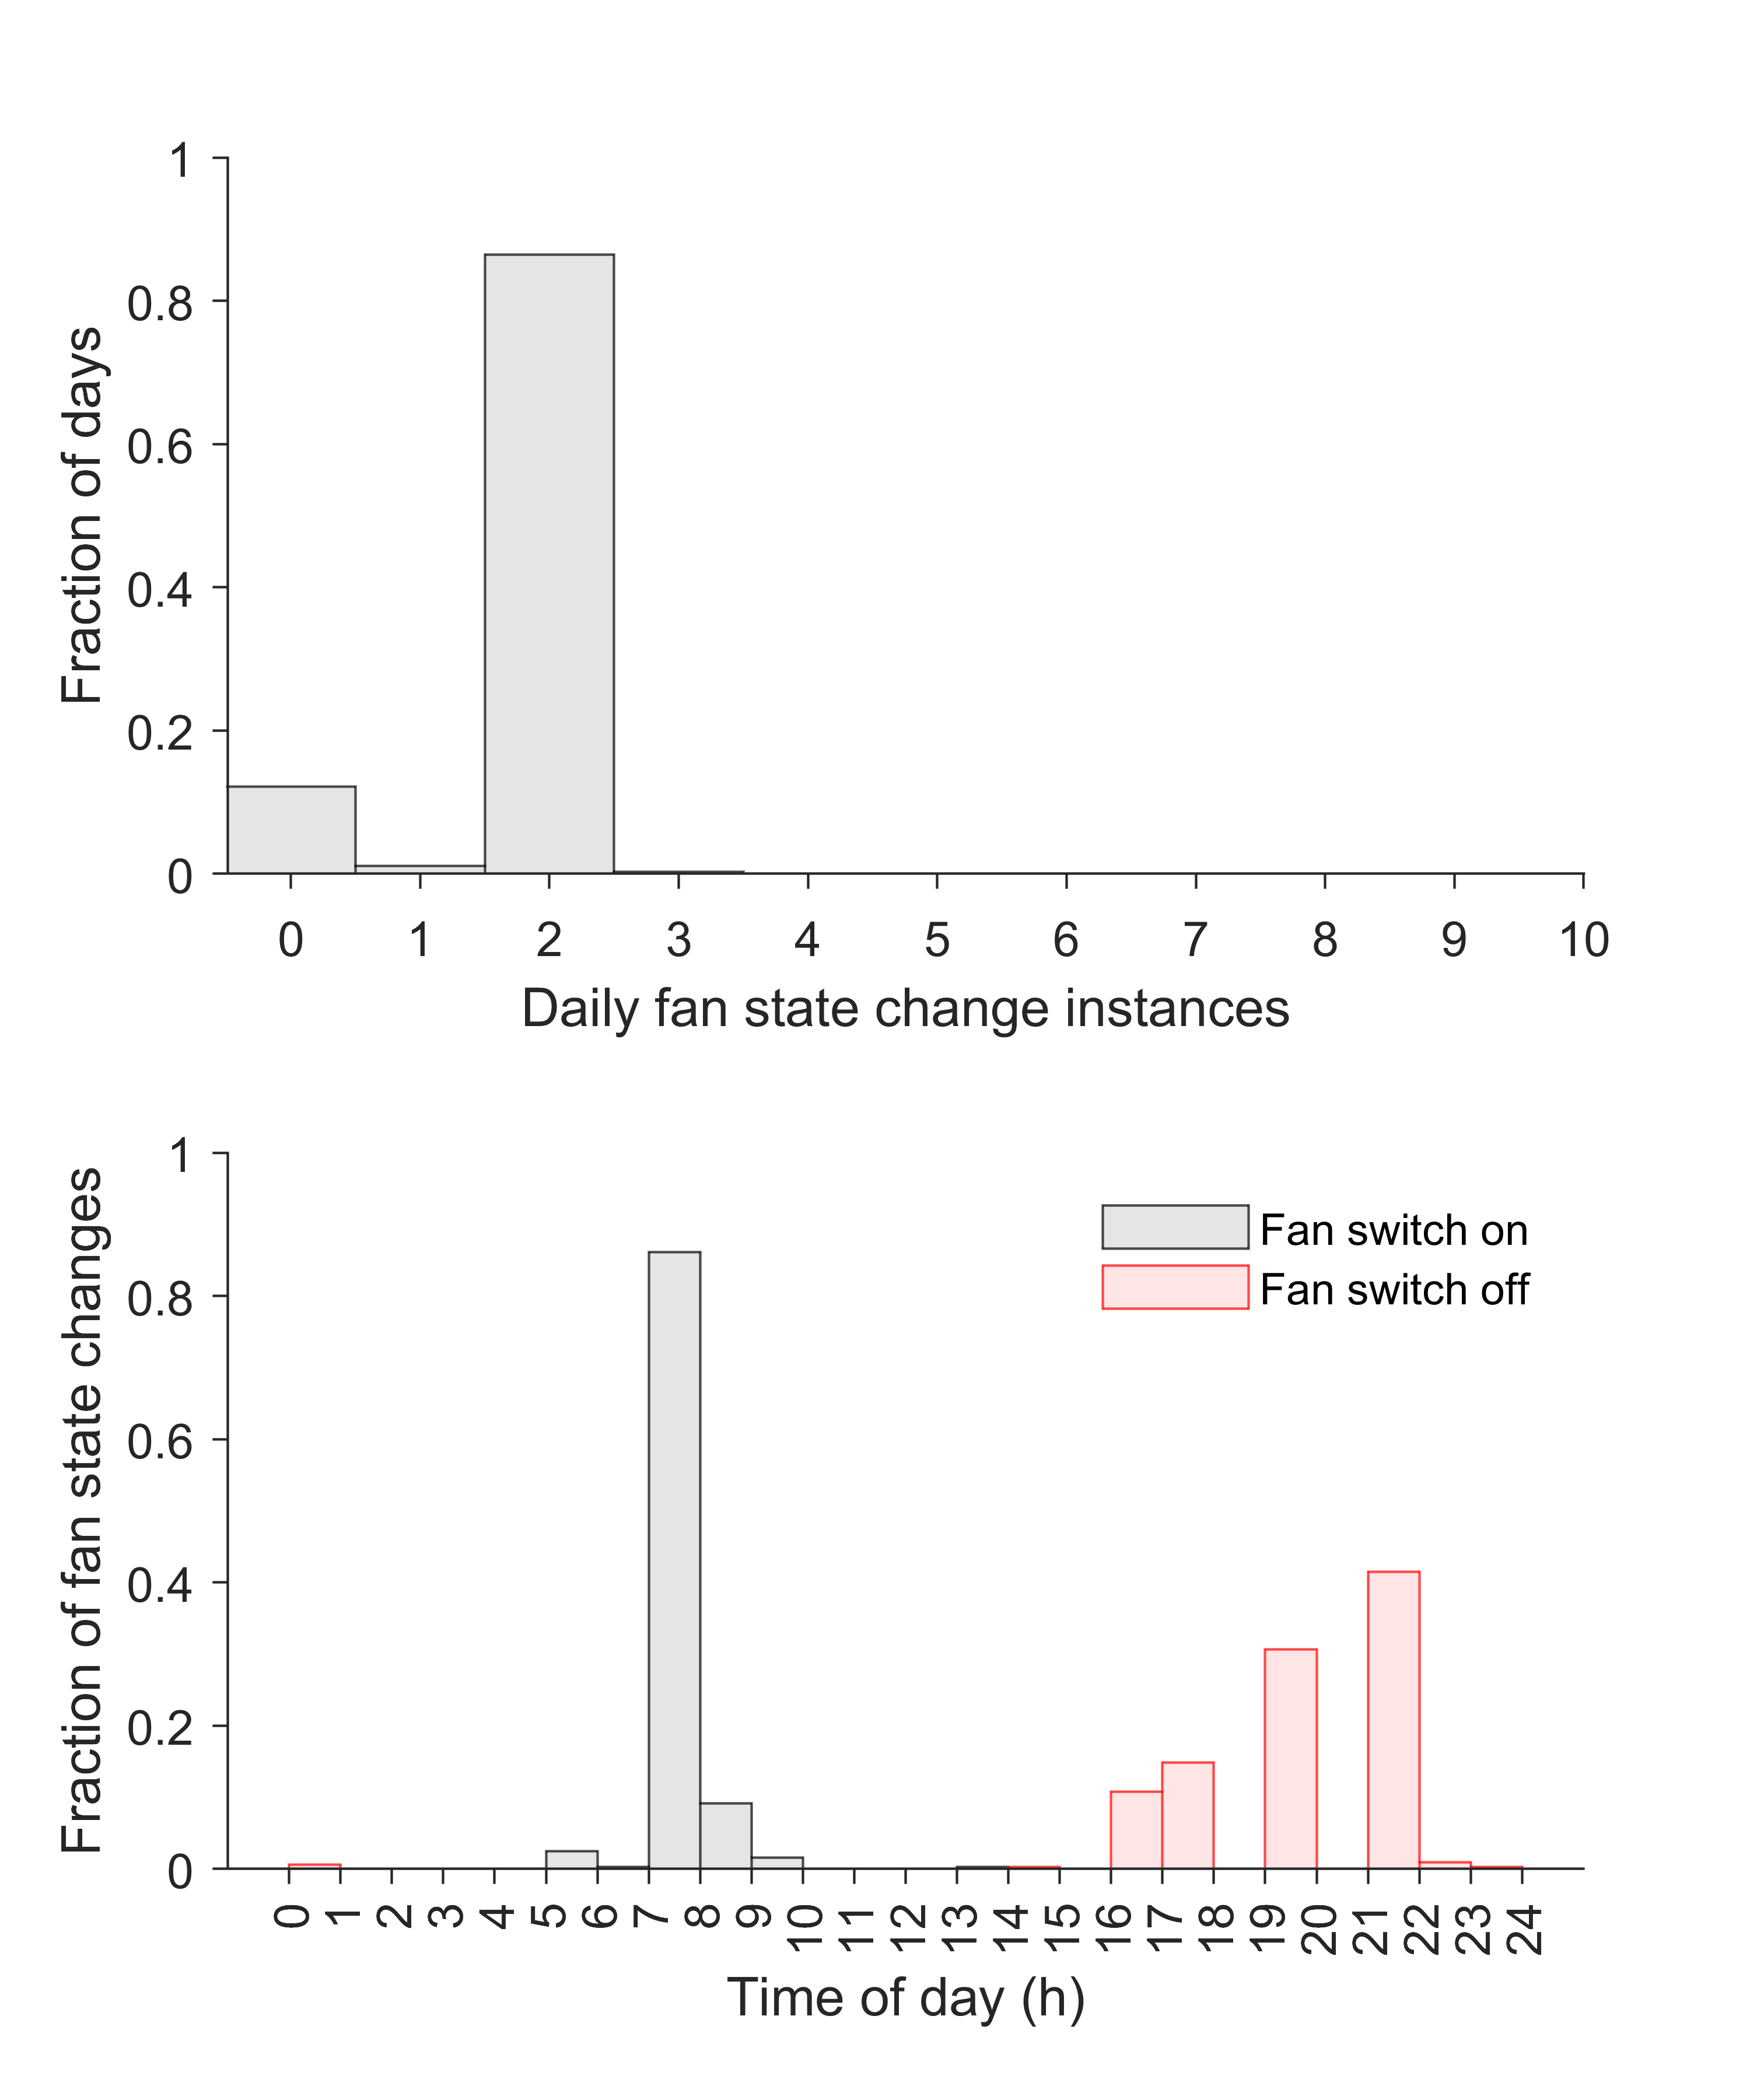 1
0.8
0.6
0.4
0.2
0
Fraction of days
0 1 2 3 4 5 6 7 8 9 10
Daily fan state change instances
1
0.8
0.6
0.4
0.2
0
Fraction of fan state changes
Fan switch on
Fan switch off
0 1 2 3 4 5 6 7 8 9 10 11 12 13 14 15 16 17 18 19 20 21 22 23 24
Time of day (h)